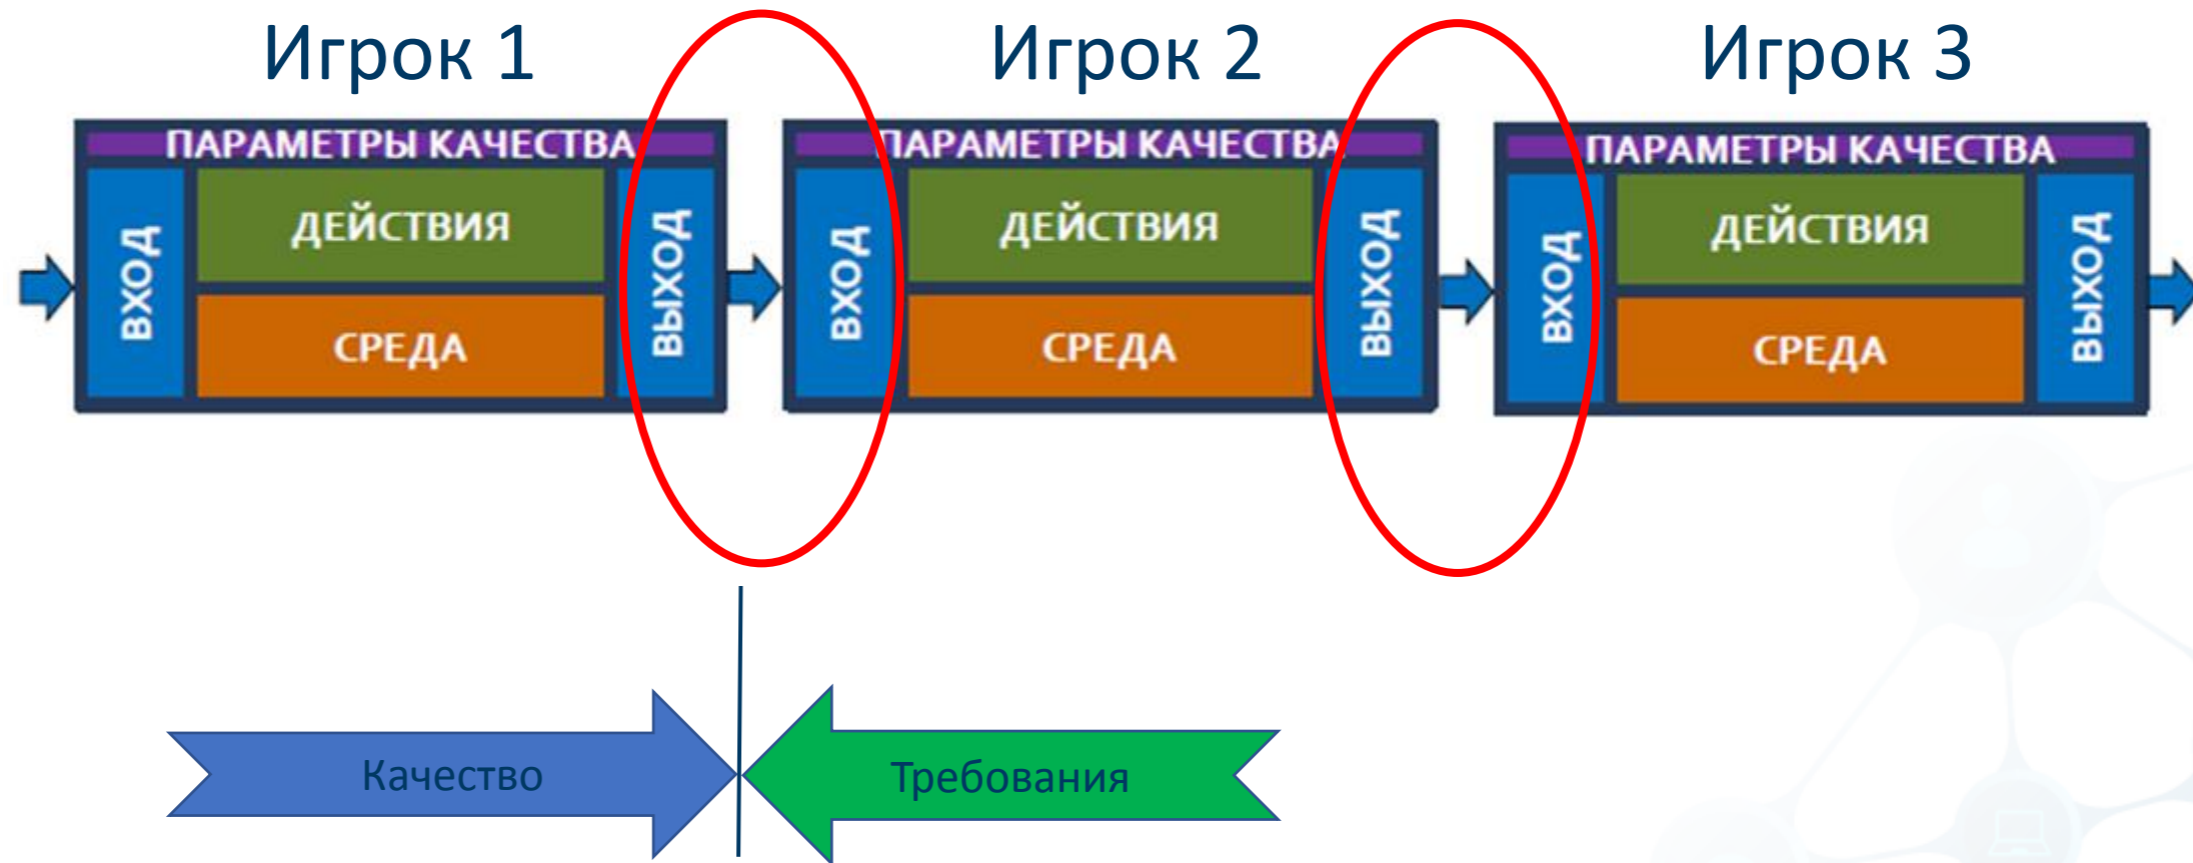 Игрок 1
Игрок 2
Игрок 3
ПАРАМЕТРЫ КАЧЕСТВА
ВХОД
ДЕЙСТВИЯ
СРЕДА
ВЫХОД
ПАРАМЕТРЫ КАЧЕСТВА
ВХОД
ДЕЙСТВИЯ
СРЕДА
ВЫХОД
ПАРАМЕТРЫ КАЧЕСТВА
ВХОД
ДЕЙСТВИЯ
СРЕДА
ВЫХОД
Качество
Требования